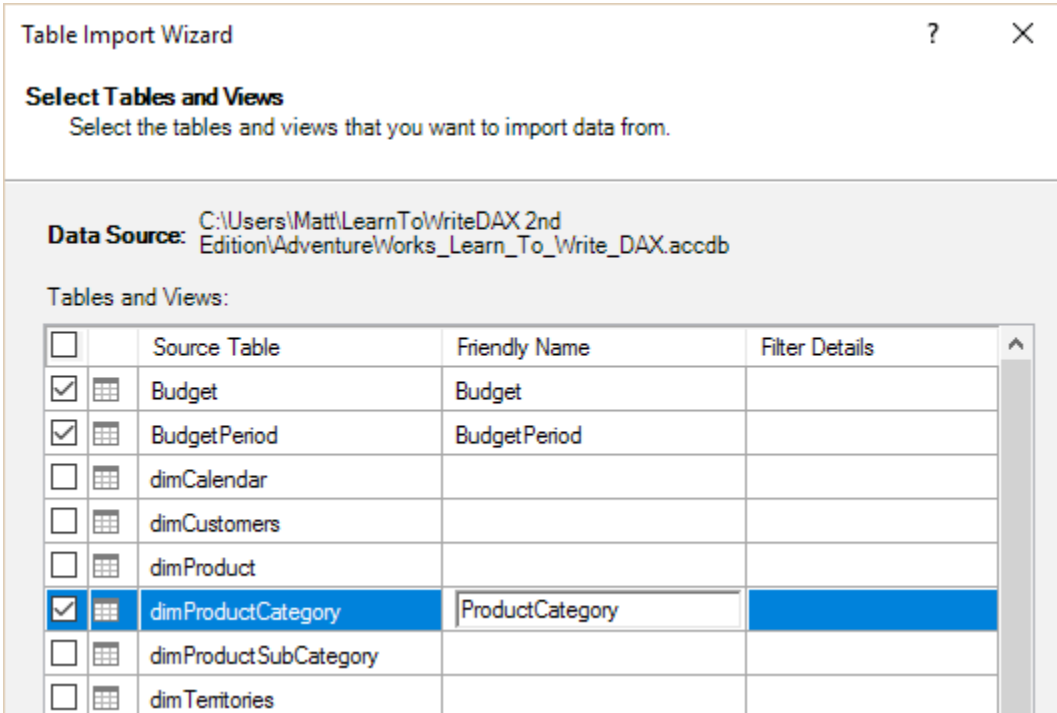 Table Import Wizard ? ×
Select Tables and Views
Select the tables and views that you want to import data from.
Data Source: C:\Users\Matt\LearnToWriteDAX 2nd
Edition\AdventureWorks_Learn_To_Write_DAX.accdb
Tables and Views:
Source Table Friendly Name Filter Details
Budget Budget
BudgetPeriod BudgetPeriod
dimCalendar
dimCustomers
dimProduct
dimProductCategory ProductCategory
dimProductSubCategory
dimTerritories